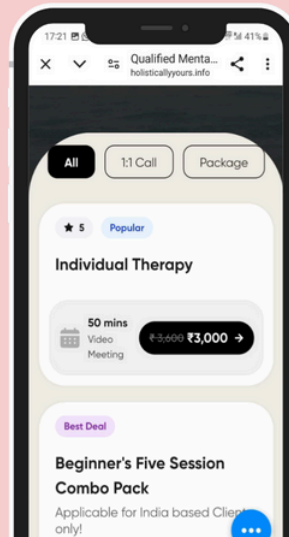 17:21
41%
Qualified Menta...
holisticallyyours.info
All
1:1 Call
Package
★ 5
Popular
Individual Therapy
50 mins
Video
Meeting
₹3,600 ₹3,000 →
Best Deal
Beginner's Five Session
Combo Pack
Applicable for India based Client
only!